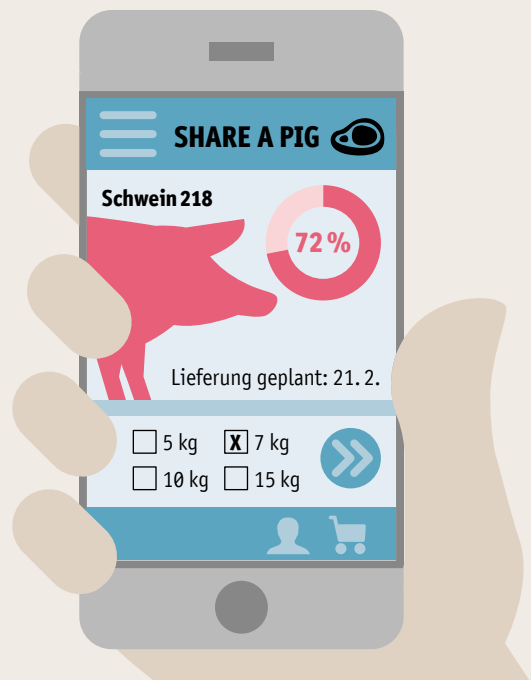 SHARE A PIG
Schwein 218
72 %
Lieferung geplant: 21. 2.
5 kg X 7 kg
10 kg 15 kg